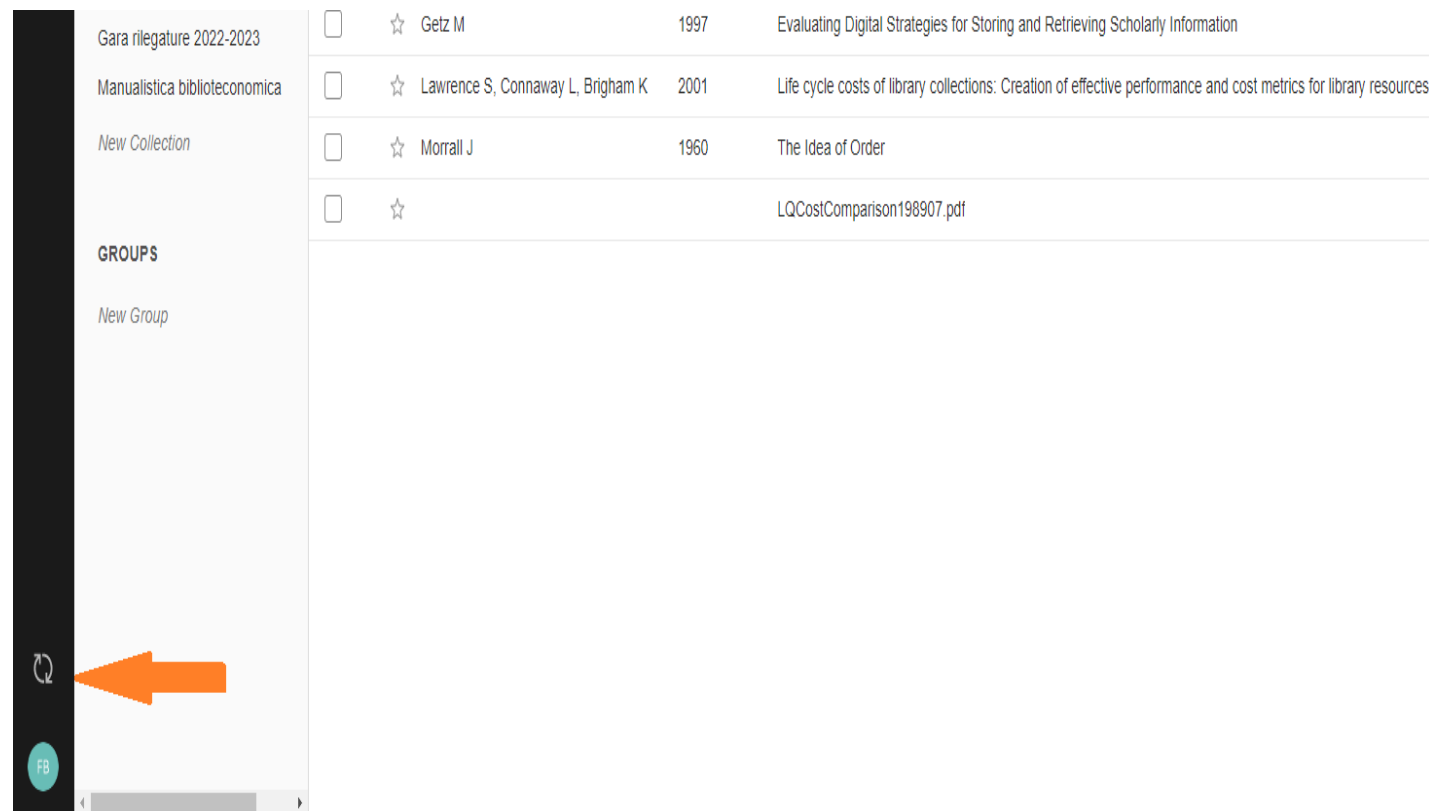 Gara rilegature 2022-2023
Manualistica biblioteconomica
New Collection
GROUPS
New Group
FB
Getz M 1997 Evaluating Digital Strategies for Storing and Retrieving Scholarly Information
Lawrence S, Connaway L, Brigham K 2001 Life cycle costs of library collections: Creation of effective performance and cost metrics for library resources
Morrall J 1960 The Idea of Order
LQCostComparison198907.pdf